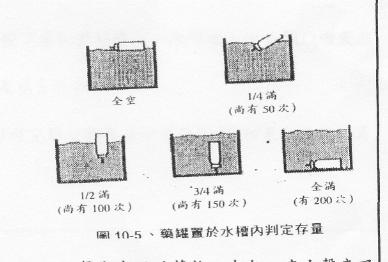 全空
1/4 滿
(尚有 50 次)
1/2 滿
(尚有 100 次)
3/4 滿
(尚有 150 次)
全滿
(有 200 次)
圖 10-5、藥罐置於水槽內判定存量